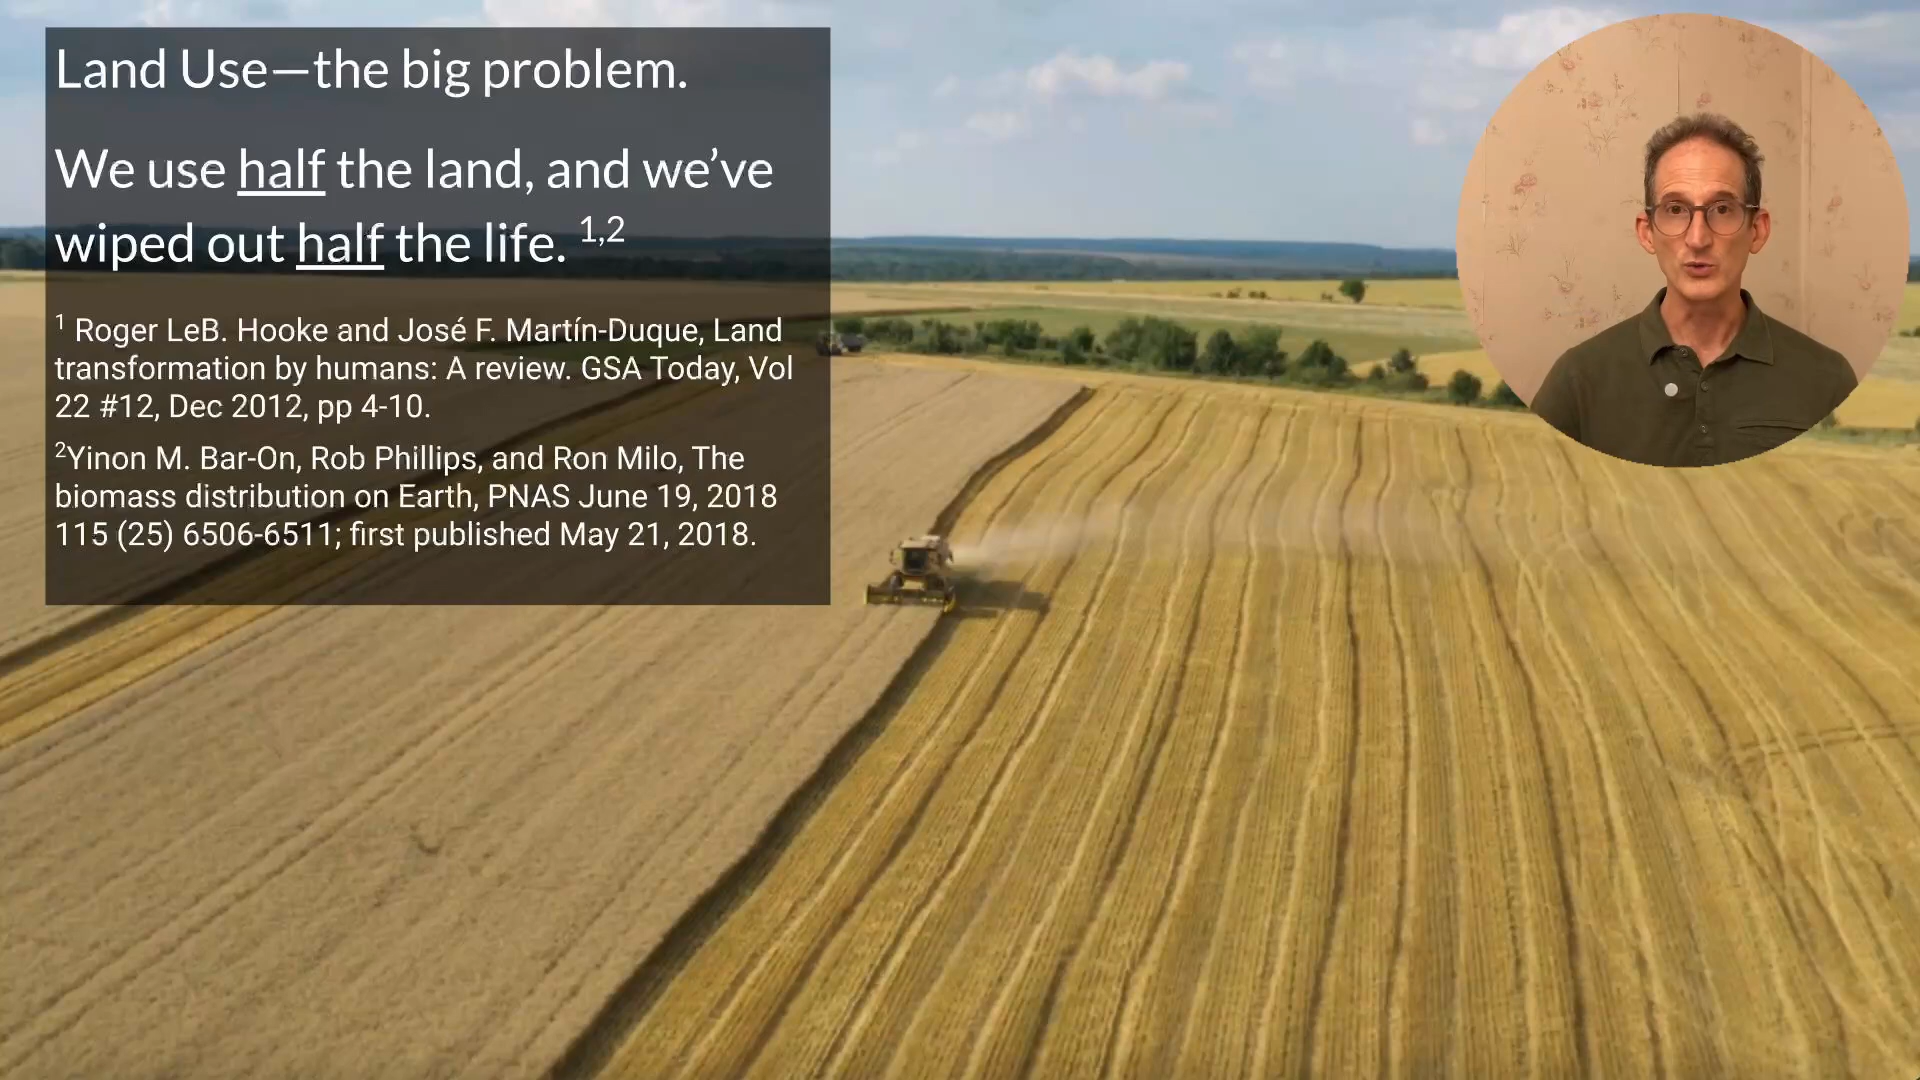 Land Use—the big problem.
We use half the land, and we’ve
wiped out half the life. 1,2
1 Roger LeB. Hooke and José F. Martín-Duque, Land
transformation by humans: A review. GSA Today, Vol
22 #12, Dec 2012, pp 4-10.
2Yinon M. Bar-On, Rob Phillips, and Ron Milo, The
biomass distribution on Earth, PNAS June 19, 2018
115 (25) 6506-6511; first published May 21, 2018.